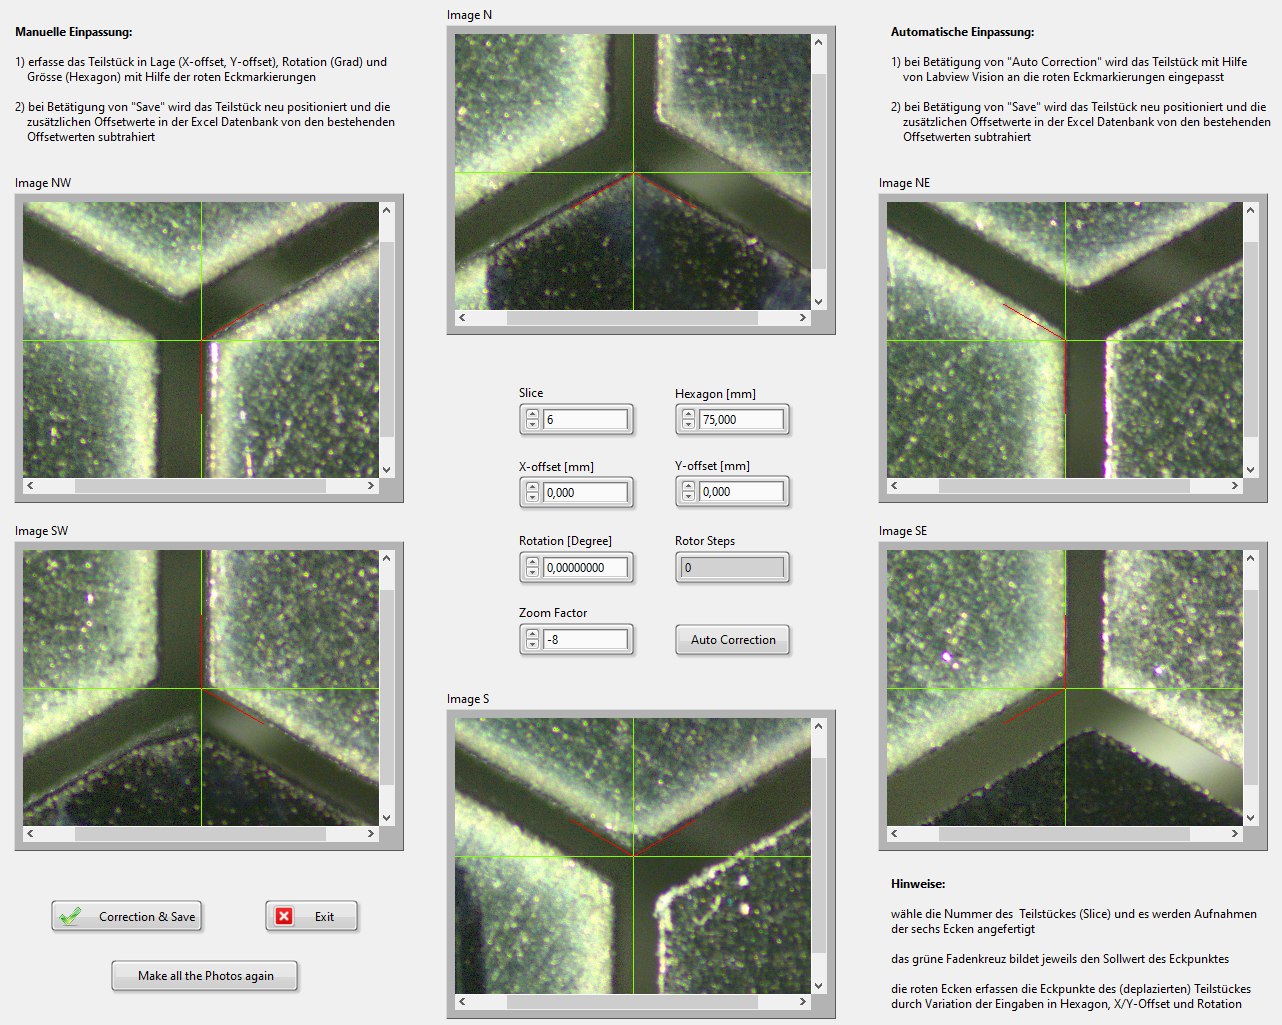 Manuelle Einpassung:
1) erfasse das Teilstück in Lage (X-offset, Y-offset), Rotation (Grad) und
Grösse (Hexagon) mit Hilfe der roten Eckmarkierungen
2) bei Betätigung von "Save" wird das Teilstück neu positioniert und die
zusätzlichen Offsetwerte in der Excel Datenbank von den bestehenden
Offsetwerten subtrahiert
Image N
Automatische Einpassung:
1) bei Betätigung von "Auto Correction" wird das Teilstück mit Hilfe
von Labview Vision an die roten Eckmarkierungen eingepasst
2) bei Betätigung von "Save" wird das Teilstück neu positioniert und die
zusätzlichen Offsetwerte in der Excel Datenbank von den bestehenden
Offsetwerten subtrahiert
Image NW
Image NE
Slice
Hexagon [mm]
6
75,000
X-offset [mm]
Y-offset [mm]
0,000
0,000
Rotation [Degree]
Rotor Steps
0,00000000
0
Zoom Factor
-8
Auto Correction
Image SW
Image SE
Image S
Correction & Save
Exit
Make all the Photos again
Hinweise:
wähle die Nummer des Teilstückes (Slice) und es werden Aufnahmen
der sechs Ecken angefertigt
das grüne Fadenkreuz bildet jeweils den Sollwert des Eckpunktes
die roten Ecken erfassen die Eckpunkte des (deplazierten) Teilstückes
durch Variation der Eingaben in Hexagon, X/Y-Offset und Rotation